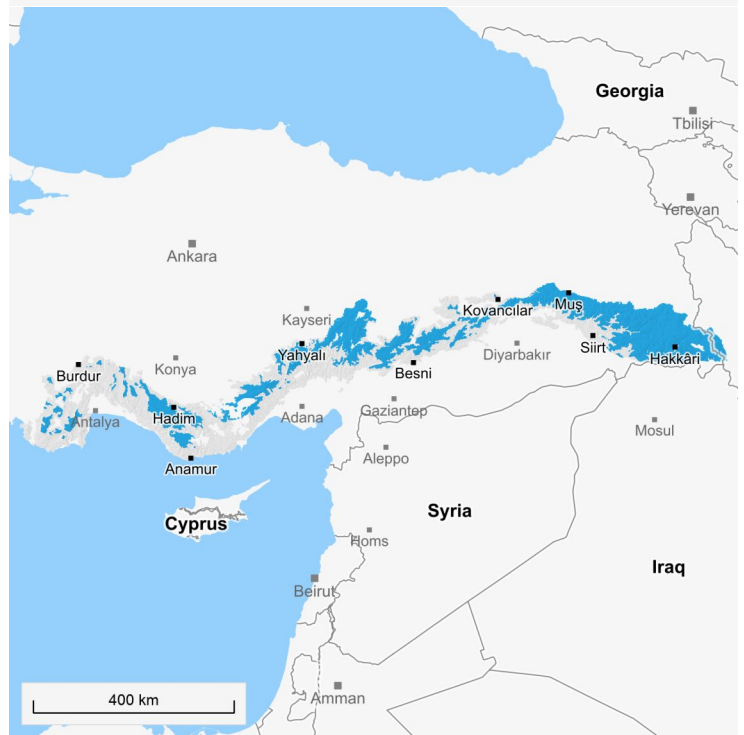 Georgia
Tbilisi
Yerevan
Ankara
Kovancılar
Muş
Kayseri
Yahyalı
Siirt
Hakkâri
Diyarbakır
Konya
Burdur
Besni
Hadim
Antalya
Adana
Gaziantep
Mosul
Aleppo
Anamur
Cyprus
Syria
Homs
Iraq
Beirut
Amman
400 km